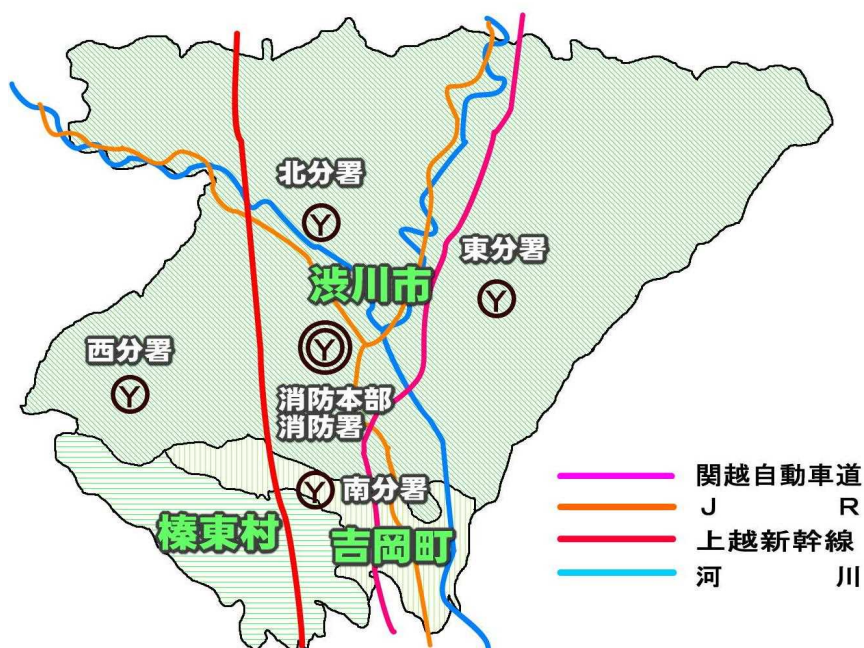 北分署
東分署
渋川市
西分署
消防本部
消防署
南分署
榛東村
吉岡町
関越自動車道
J R
上越新幹線
河 川